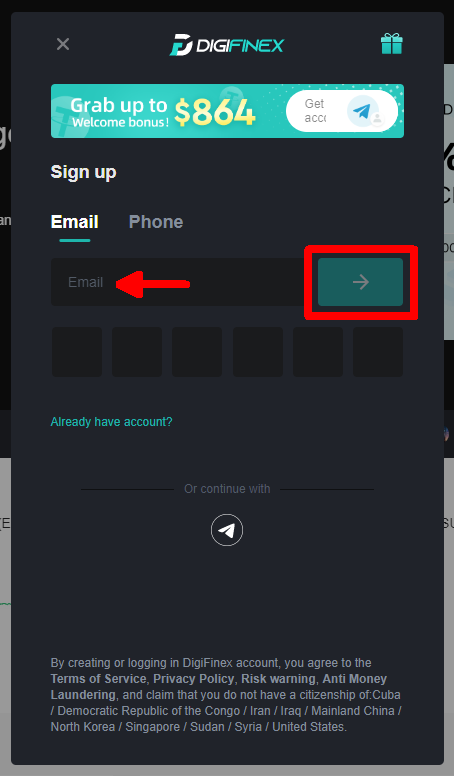 DIGIFINEX
Grab up to
Welcome bonus!
$864
Get
acc
Sign up
Email Phone
Email
Already have account?
Or continue with
By creating or logging in DigiFinex account, you agree to the
Terms of Service, Privacy Policy, Risk warning, Anti Money
Laundering, and claim that you do not have a citizenship of:Cuba
/ Democratic Republic of the Congo / Iran / Iraq / Mainland China /
North Korea / Singapore / Sudan / Syria / United States.